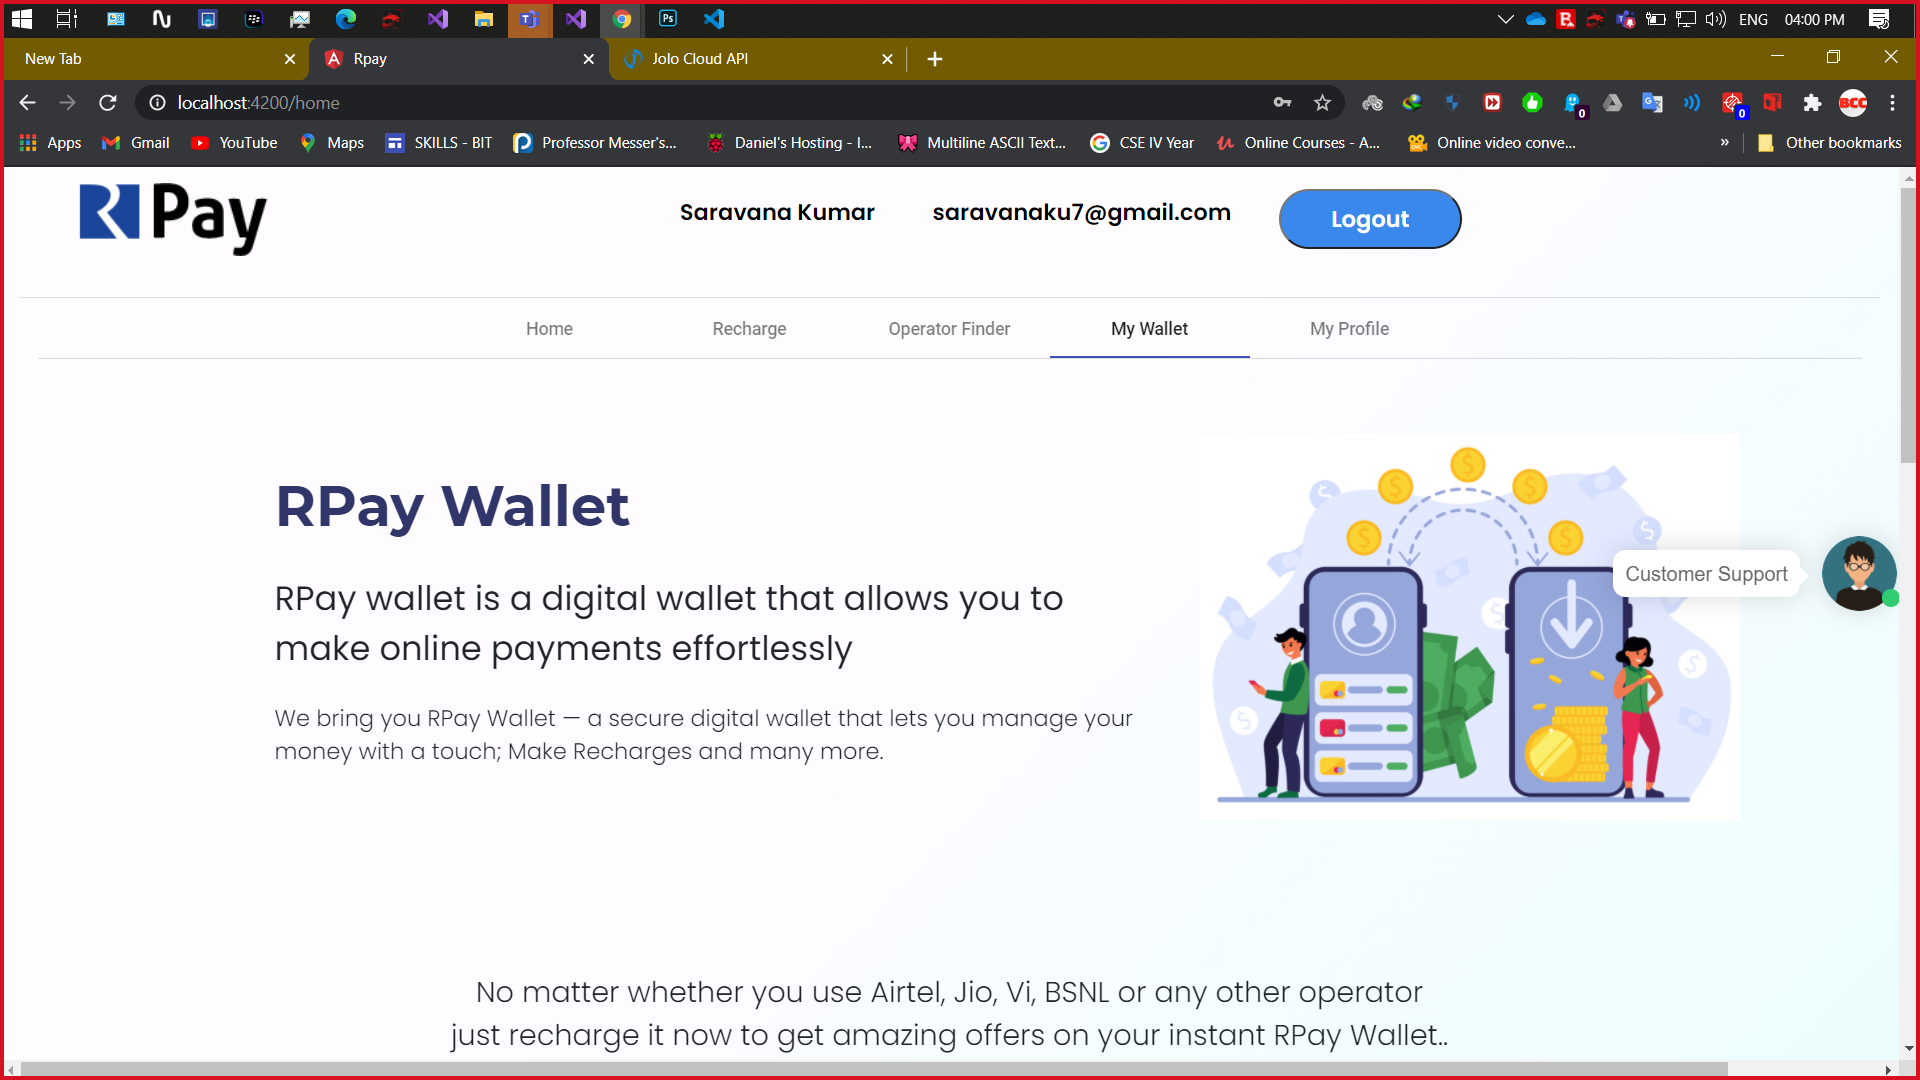 ENG 04:00 PM
New Tab
Rpay
Jolo Cloud API
localhost:4200/home
0
0
BCC
Apps
Gmail
YouTube
Maps
SKILLS - BIT
Professor Messer's...
Daniel's Hosting - I...
Multiline ASCII Text...
CSE IV Year
Online Courses - A...
Online video conve...
»
Other bookmarks
R Pay
Saravana Kumar
saravanaku7@gmail.com
Logout
Home
Recharge
Operator Finder
My Wallet
My Profile
RPay Wallet
RPay wallet is a digital wallet that allows you to
make online payments effortlessly
We bring you RPay Wallet — a secure digital wallet that lets you manage your
money with a touch; Make Recharges and many more.
Customer Support
No matter whether you use Airtel, Jio, Vi, BSNL or any other operator
just recharge it now to get amazing offers on your instant RPay Wallet..